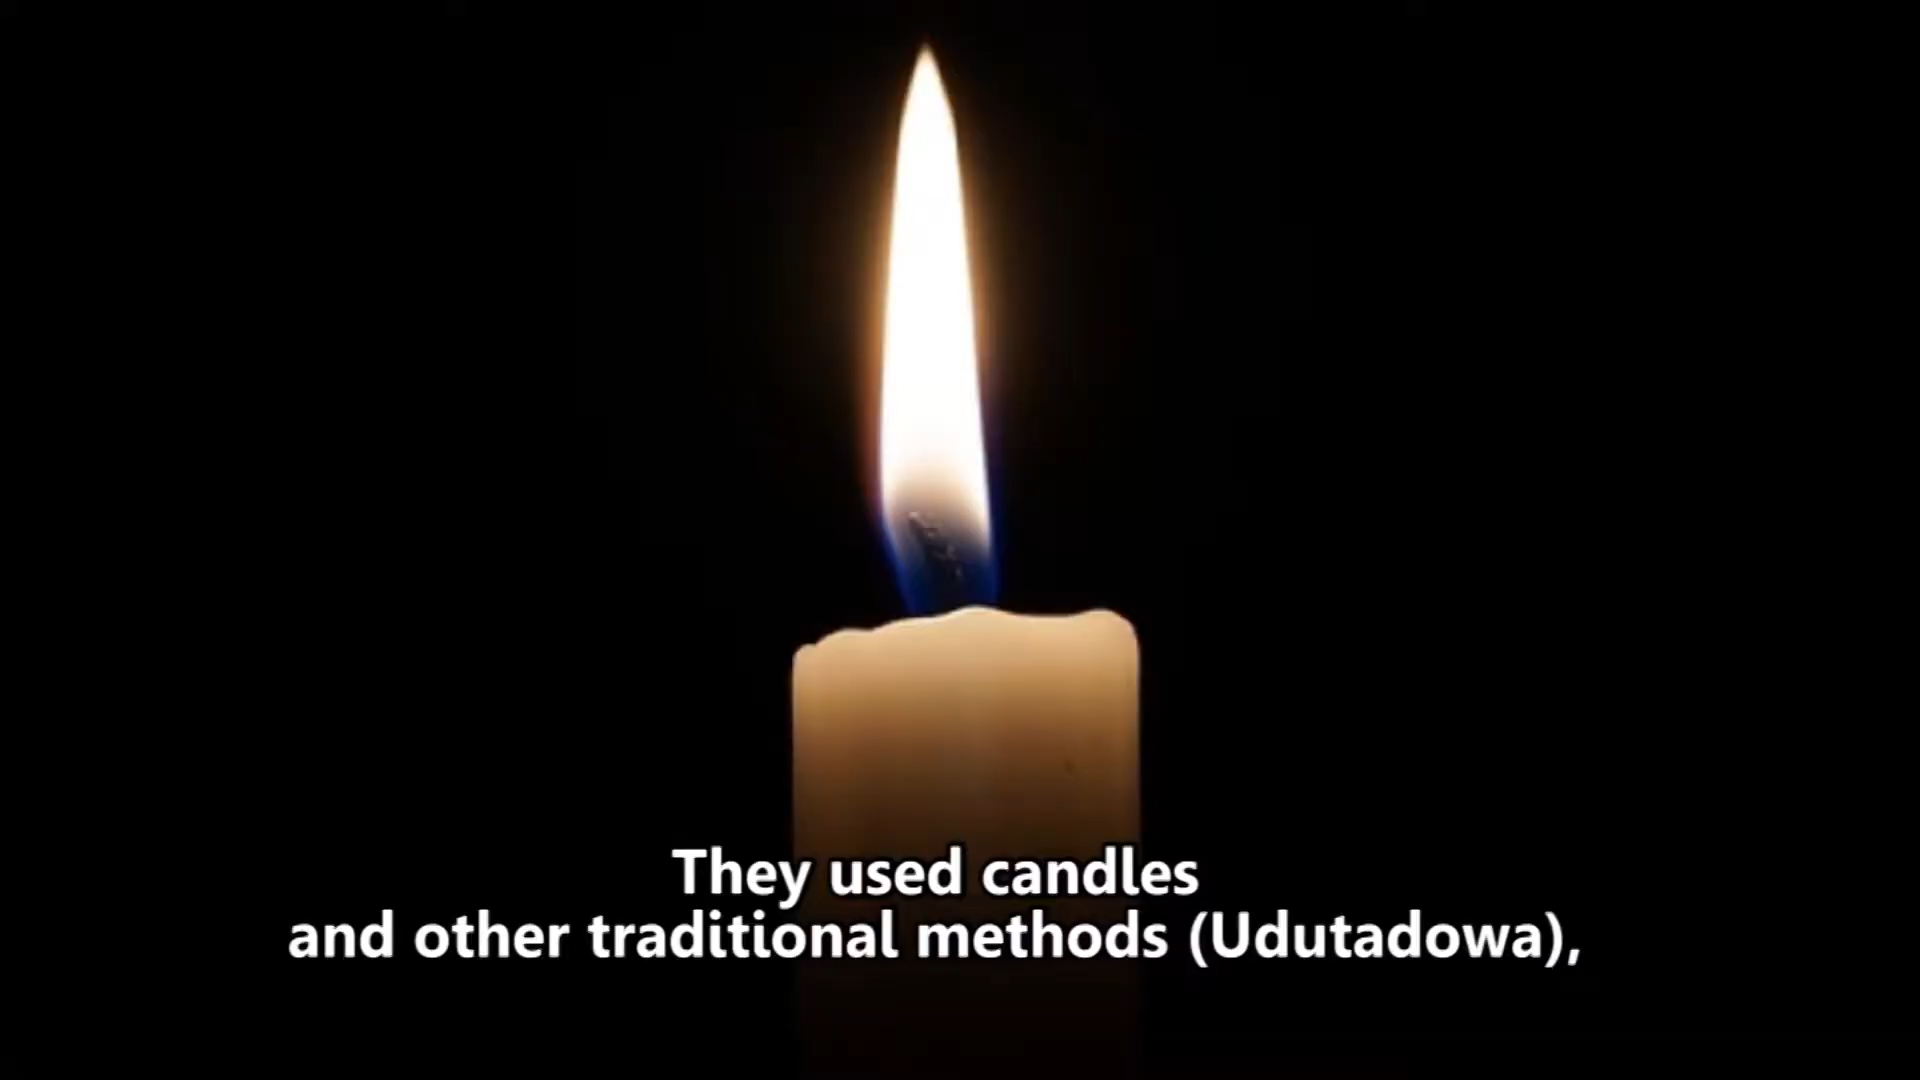 They used candles
and other traditional methods (Udutadowa),